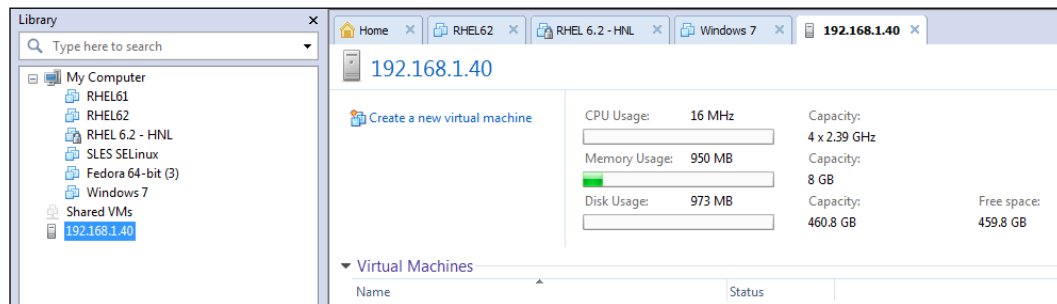 Library
Type here to search
My Computer
RHEL61
RHEL62
RHEL 6.2 - HNL
SLES SELinux
Fedora 64-bit (3)
Windows 7
Shared VMs
192.168.1.40
Home
RHEL62
RHEL 6.2 - HNL
Windows 7
192.168.1.40
192.168.1.40
Create a new virtual machine
CPU Usage: 16 MHz Capacity:
4 x 2.39 GHz
Memory Usage: 950 MB Capacity:
8 GB
Disk Usage: 973 MB Capacity: Free space:
460.8 GB 459.8 GB
Virtual Machines
Name Status